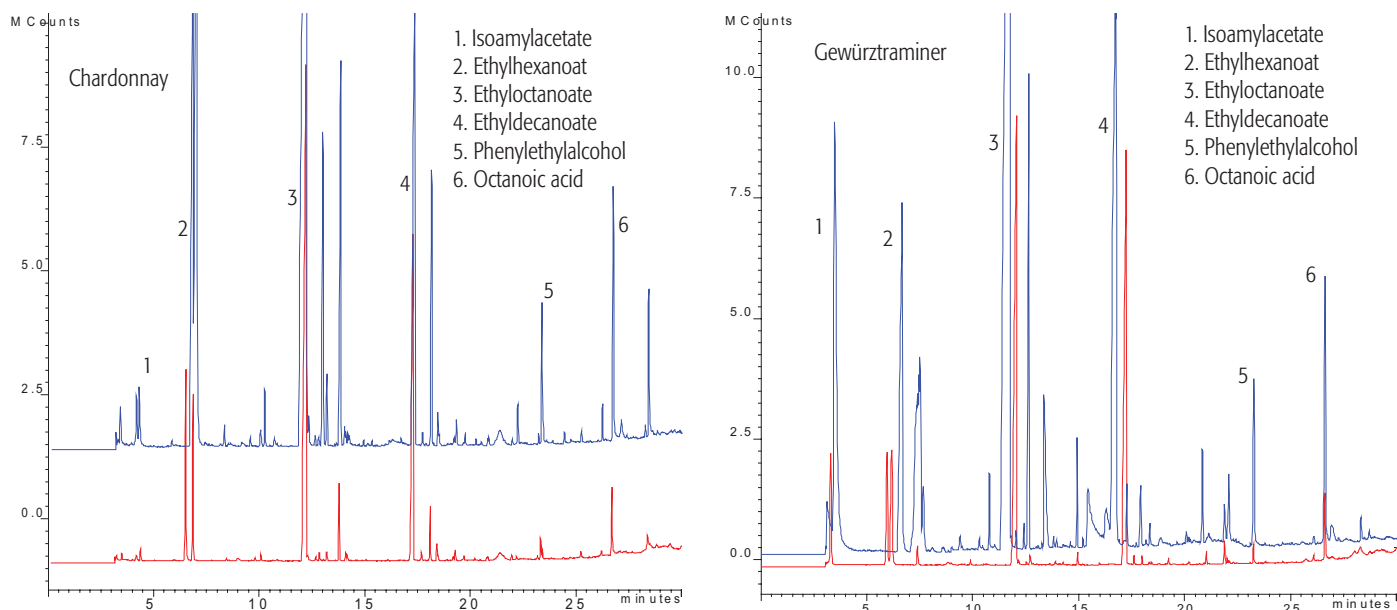 M Counts
Chardonnay
1. Isoamylacetate
2. Ethylhexanoat
3. Ethyloctanoate
4. Ethyldecanoate
5. Phenylethylalcohol
6. Octanoic acid
7.5
5.0
2.5
0.0
1
2
3
4
5
6
5
10
15
20
25
minutes
M Counts
Gewürztraminer
1. Isoamylacetate
2. Ethylhexanoat
3. Ethyloctanoate
4. Ethyldecanoate
5. Phenylethylalcohol
6. Octanoic acid
10.0
7.5
5.0
2.5
0.0
1
2
3
4
5
6
5
10
15
20
25
minutes